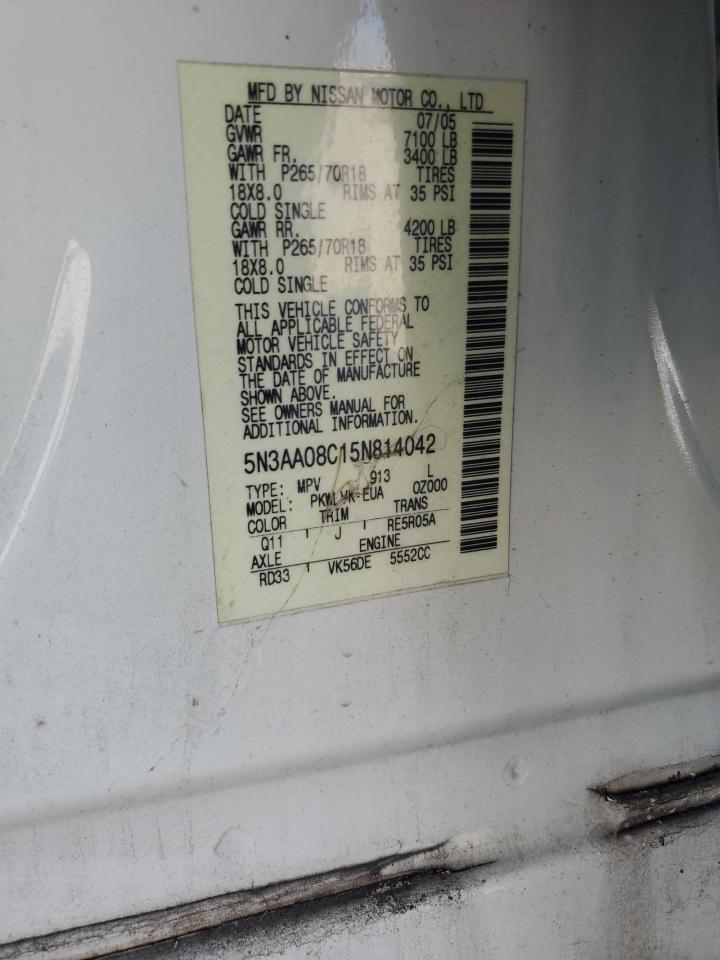 MFD BY NISSAN MOTOR CO., LTD
DATE 07/05
GVWR 7100 LB
GAWR FR. 3400 LB
WITH P265/70R18 TIRES
18X8.0 RIMS AT 35 PSI
COLD SINGLE
GAWR RR. 4200 LB
WITH P265/70R18 TIRES
18X8.0 RIMS AT 35 PSI
COLD SINGLE
THIS VEHICLE CONFORMS TO
ALL APPLICABLE FEDERAL
MOTOR VEHICLE SAFETY
STANDARDS IN EFFECT ON
THE DATE OF MANUFACTURE
SHOWN ABOVE.
SEE OWNERS MANUAL FOR
ADDITIONAL INFORMATION.
5N3AA08C15N814042
TYPE: MPV 913 L
MODEL: PKWLVK-EUA 0Z000
COLOR TRIM TRANS
Q11 J RE5R05A
AXLE ENGINE
RD33 VK56DE 5552CC